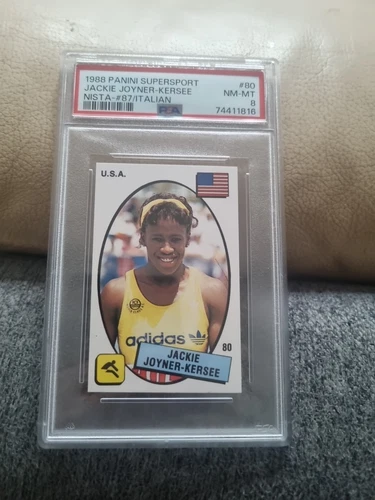 1988 PANINI SUPERSPORT #80
JACKIE JOYNER-KERSEE NM-MT
NISTA-#87/ITALIAN 8
PSA 74411816
U.S.A.
adidas
JACKIE
JOYNER-KERSEE
80